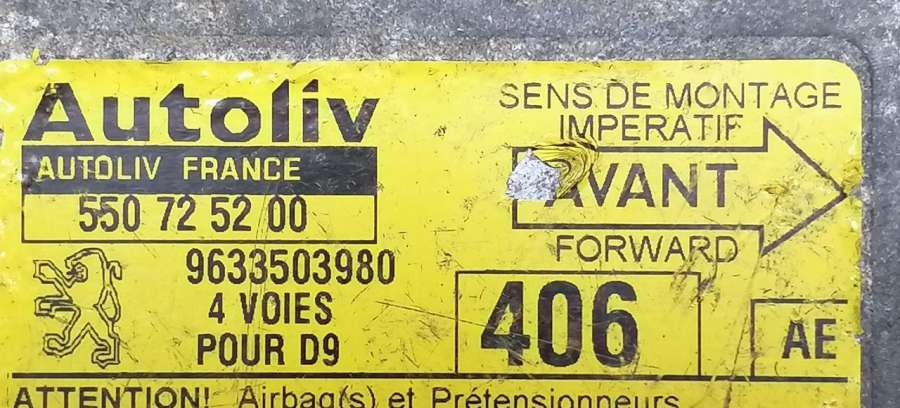 Autoliv
AUTOLIV FRANCE
550 72 52 00
9633503980
4 VOIES
POUR D9
SENS DE MONTAGE
IMPERATIF
AVANT
FORWARD
406
AE
ATTENTION! Airbag(s) et Prétensionneurs